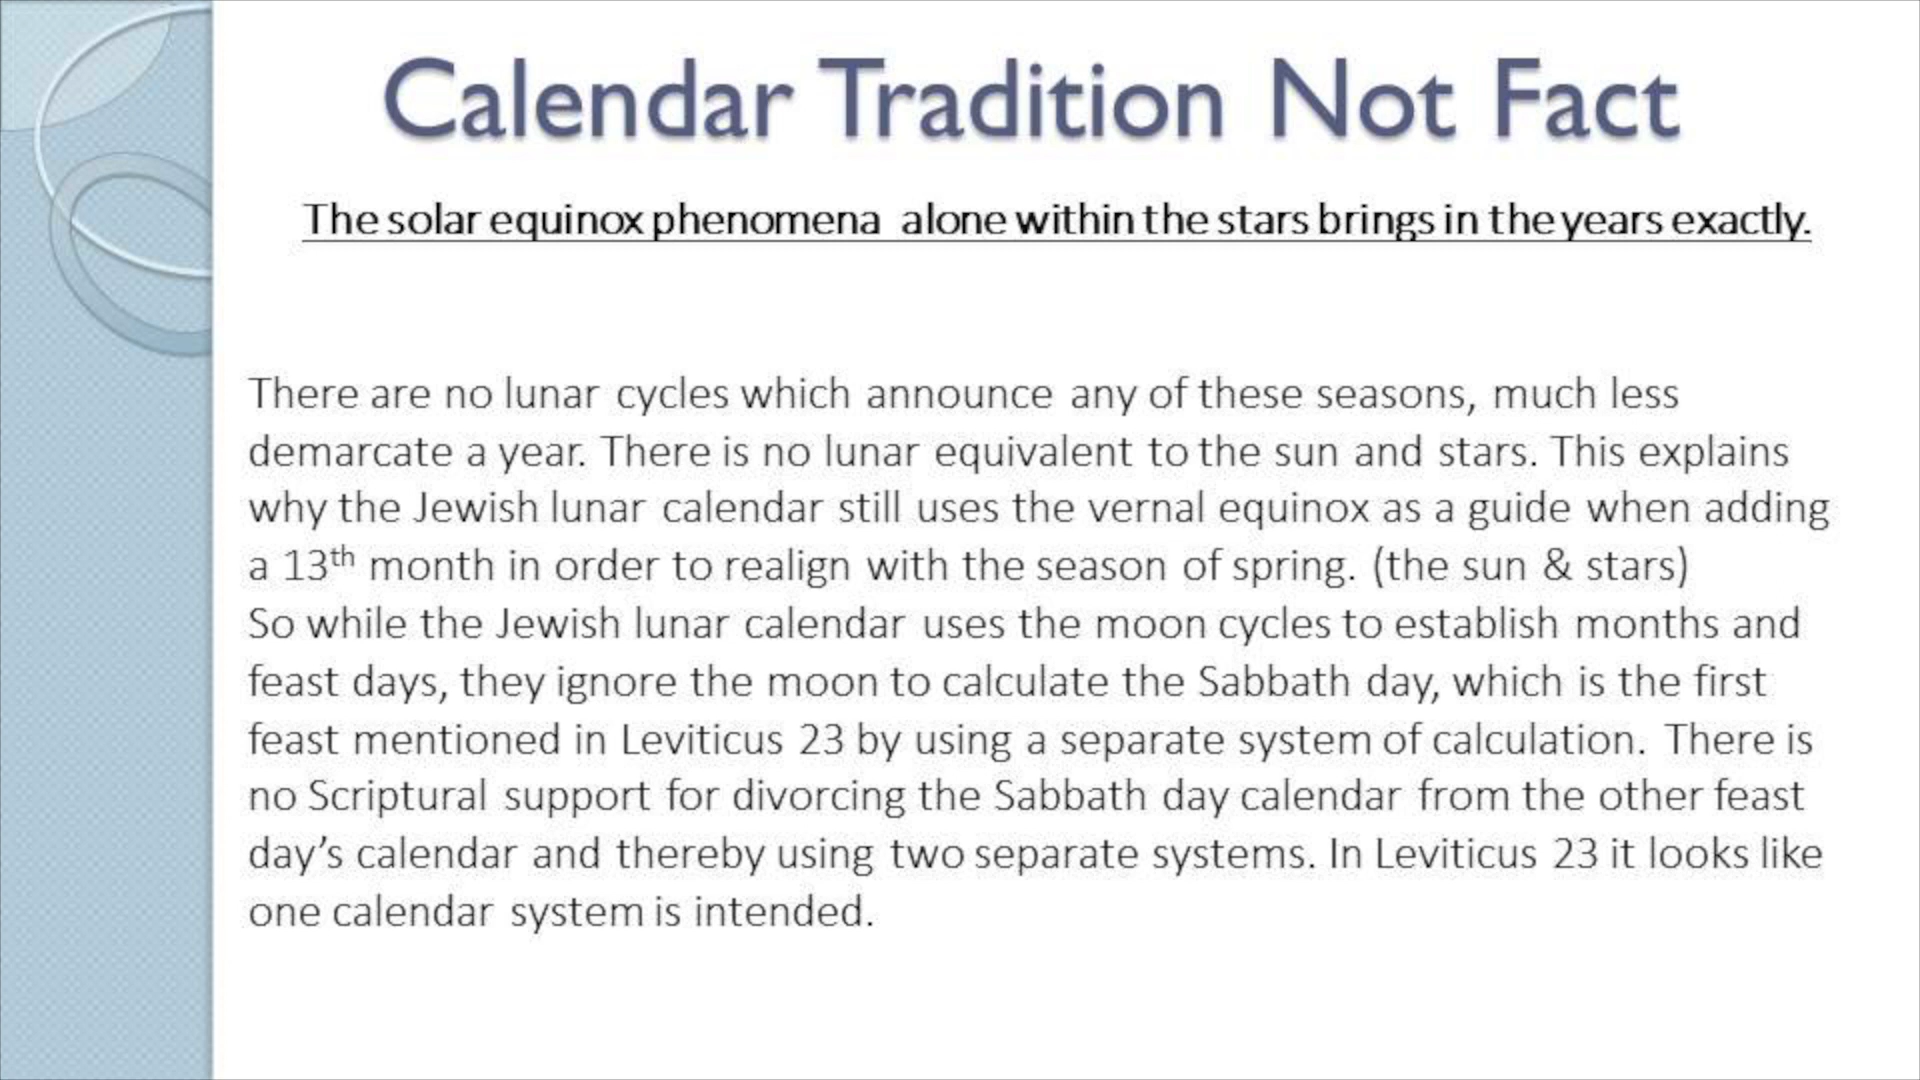 Calendar Tradition Not Fact
The solar equinox phenomena alone within the stars brings in the years exactly.
There are no lunar cycles which announce any of these seasons, much less
demarcate a year. There is no lunar equivalent to the sun and stars. This explains
why the Jewish lunar calendar still uses the vernal equinox as a guide when adding
a 13th month in order to realign with the season of spring. (the sun & stars)
So while the Jewish lunar calendar uses the moon cycles to establish months and
feast days, they ignore the moon to calculate the Sabbath day, which is the first
feast mentioned in Leviticus 23 by using a separate system of calculation. There is
no Scriptural support for divorcing the Sabbath day calendar from the other feast
day’s calendar and thereby using two separate systems. In Leviticus 23 it looks like
one calendar system is intended.